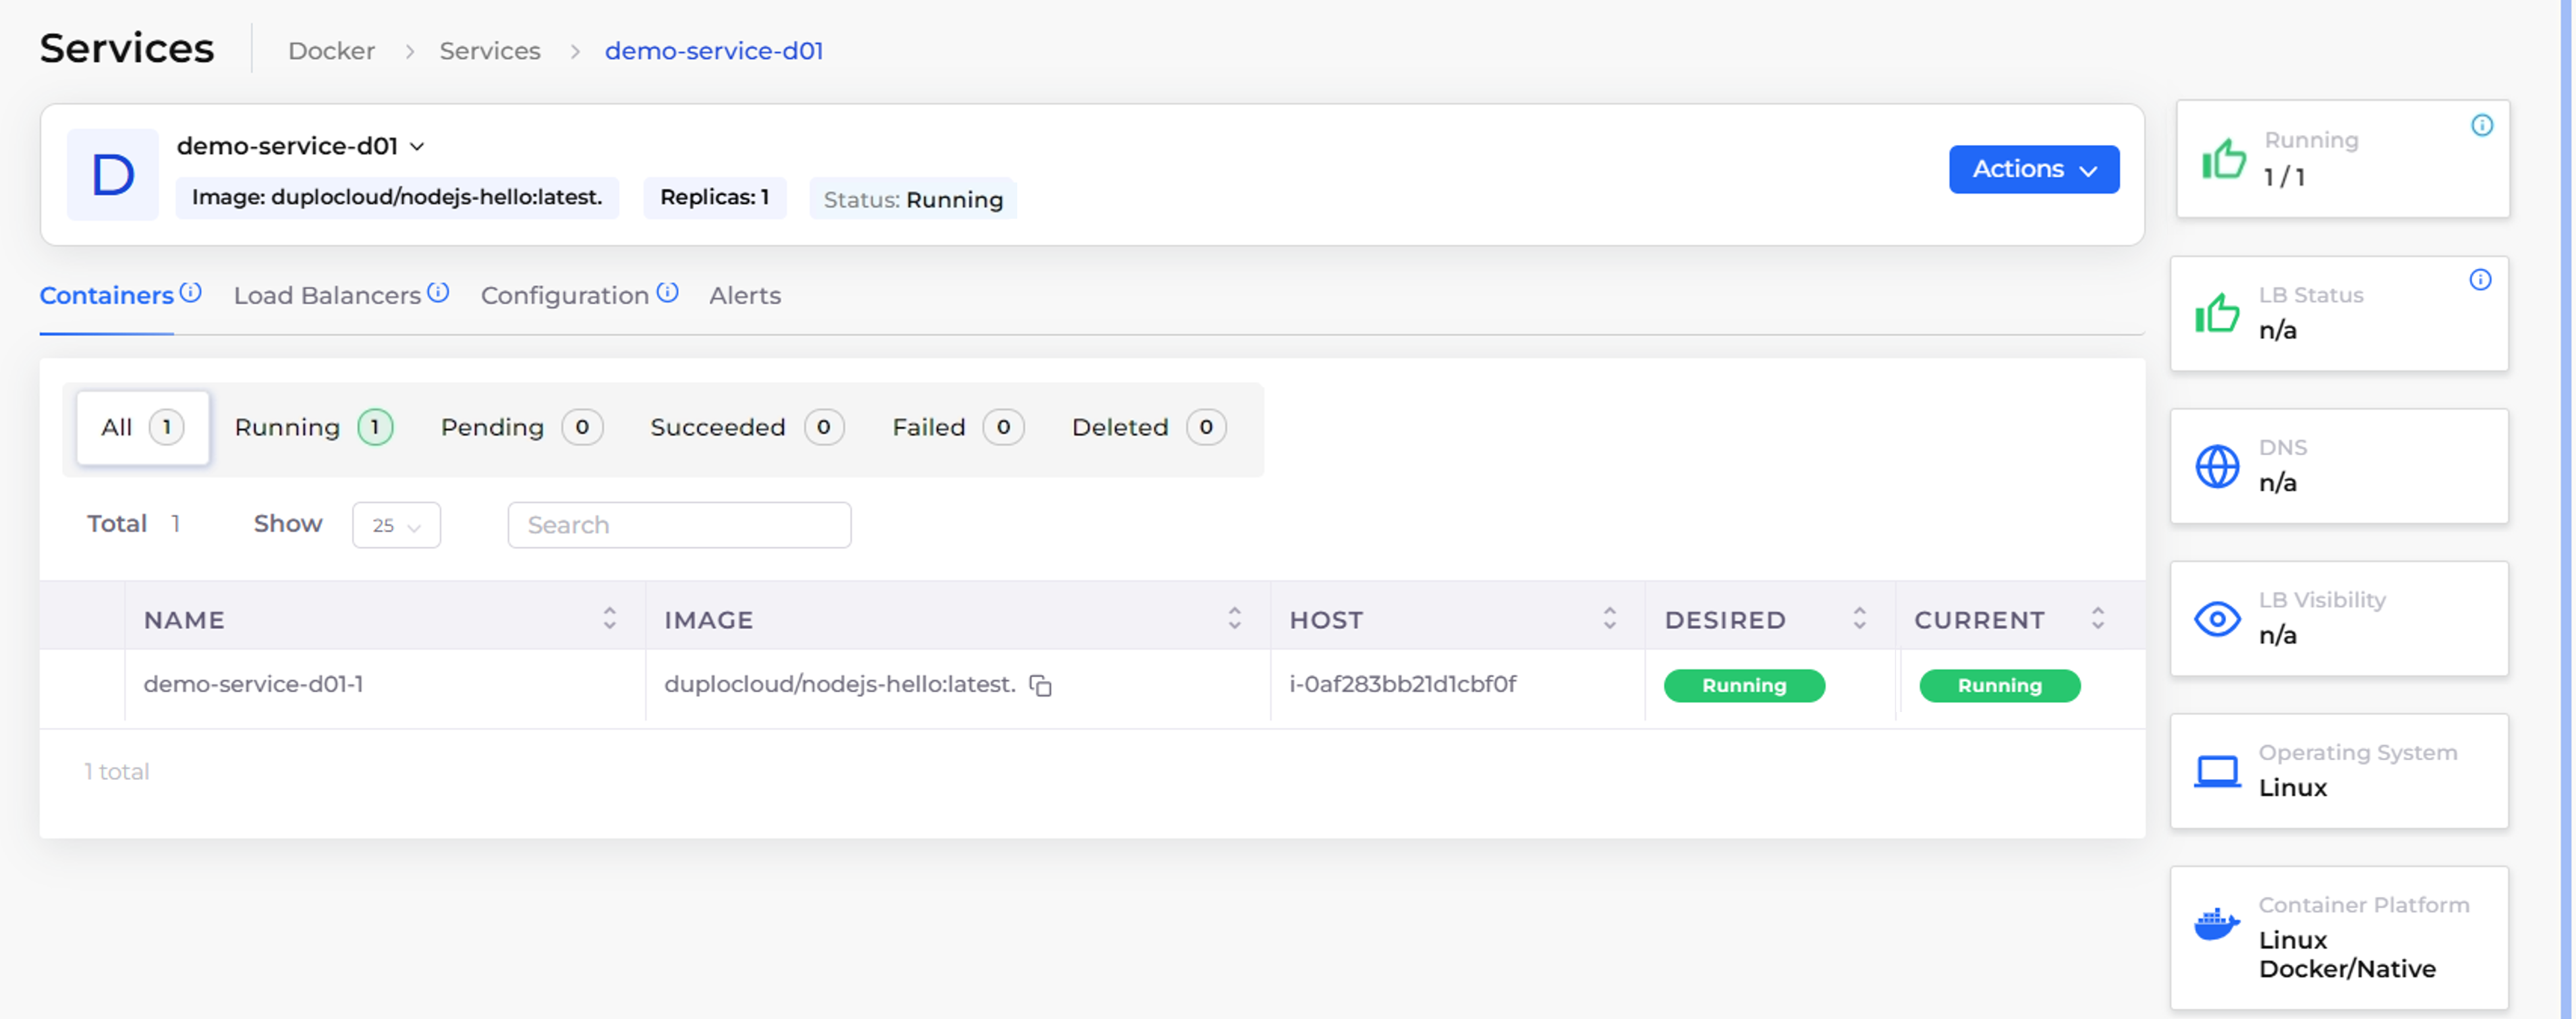 Services
Docker > Services > demo-service-d01
D
demo-service-d01
Image: duplocloud/nodejs-hello:latest. Replicas: 1 Status: Running
Actions
Containers Load Balancers Configuration Alerts
All 1 Running 1 Pending 0 Succeeded 0 Failed 0 Deleted 0
Total 1 Show 25 Search
NAME IMAGE HOST DESIRED CURRENT
demo-service-d01-1 duplocloud/nodejs-hello:latest. i-0af283bb21d1cbf0f Running Running
1 total
Running
1 / 1
LB Status
n/a
DNS
n/a
LB Visibility
n/a
Operating System
Linux
Container Platform
Linux
Docker/Native